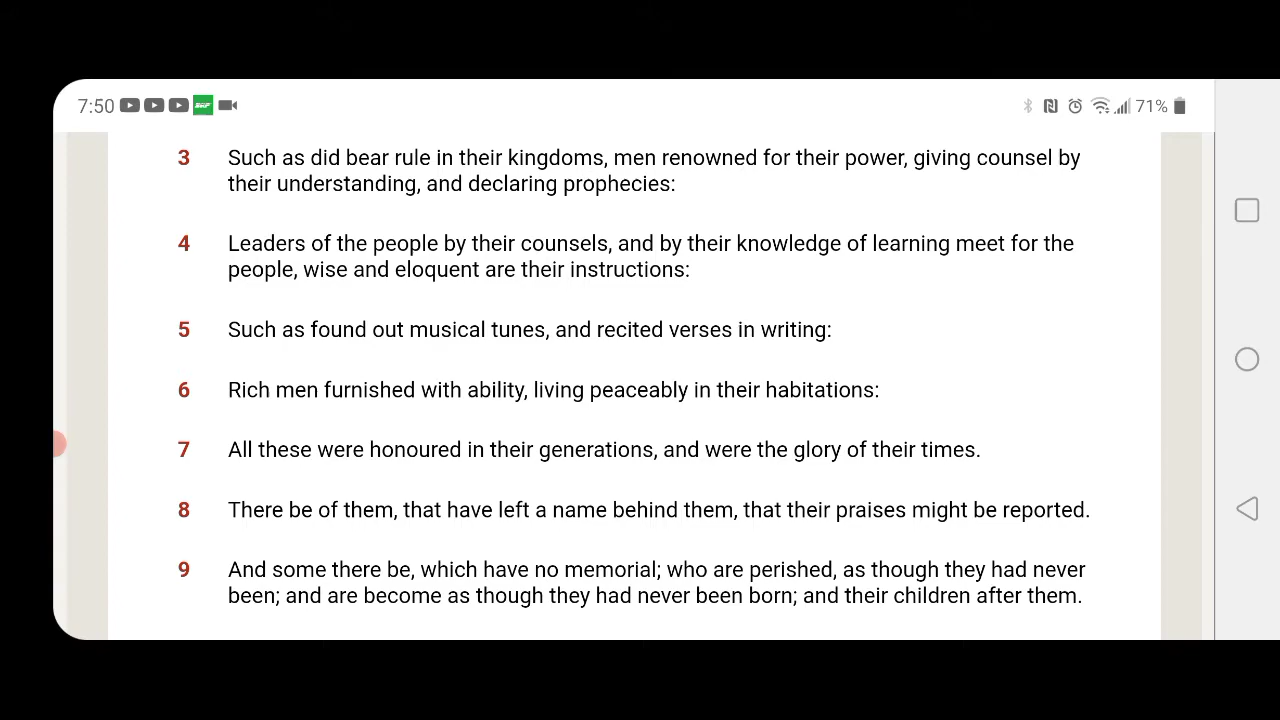 7:50 71%
3 Such as did bear rule in their kingdoms, men renowned for their power, giving counsel by
their understanding, and declaring prophecies:
4 Leaders of the people by their counsels, and by their knowledge of learning meet for the
people, wise and eloquent are their instructions:
5 Such as found out musical tunes, and recited verses in writing:
6 Rich men furnished with ability, living peaceably in their habitations:
7 All these were honoured in their generations, and were the glory of their times.
8 There be of them, that have left a name behind them, that their praises might be reported.
9 And some there be, which have no memorial; who are perished, as though they had never
been; and are become as though they had never been born; and their children after them.